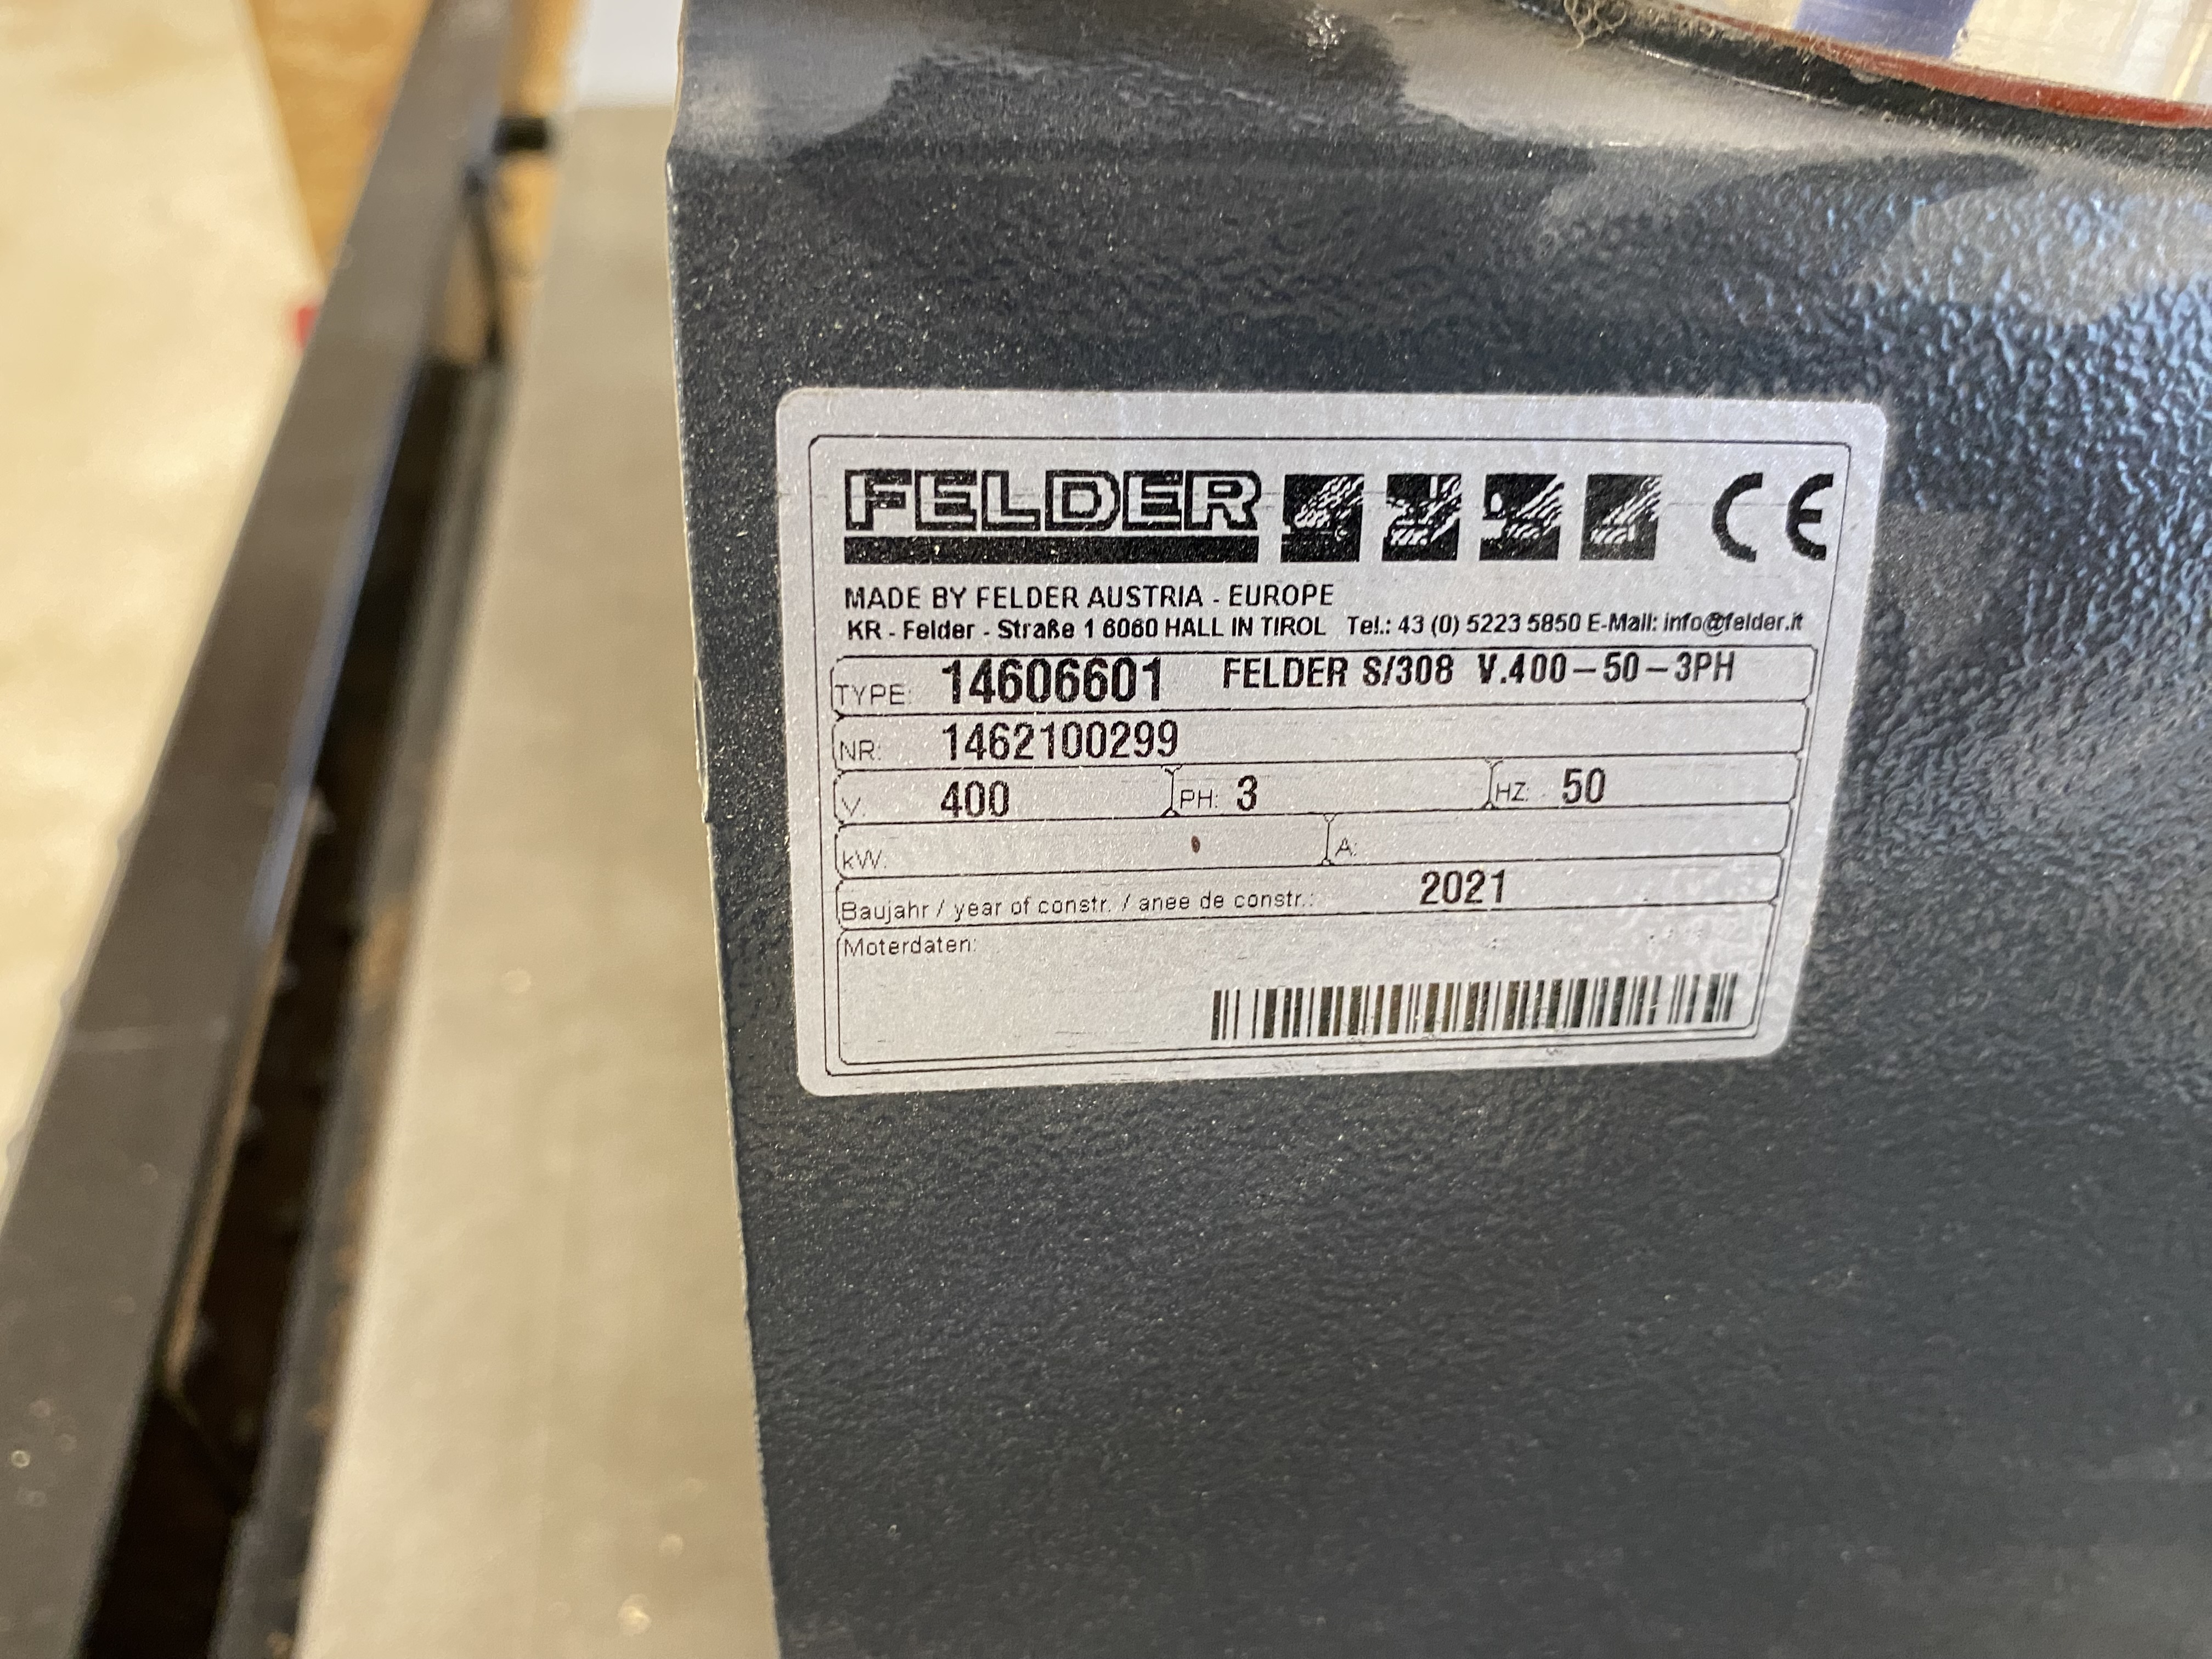 FELDER CE
MADE BY FELDER AUSTRIA - EUROPE
KR - Felder - Straße 1 6060 HALL IN TIROL Tel.: 43 (0) 5223 5850 E-Mail: info@felder.it
TYPE: 14606601 FELDER S/308 V.400-50-3PH
NR: 1462100299
V: 400 PH: 3 HZ: 50
kW: A:
Baujahr / year of constr. / anee de constr.: 2021
Moterdaten: